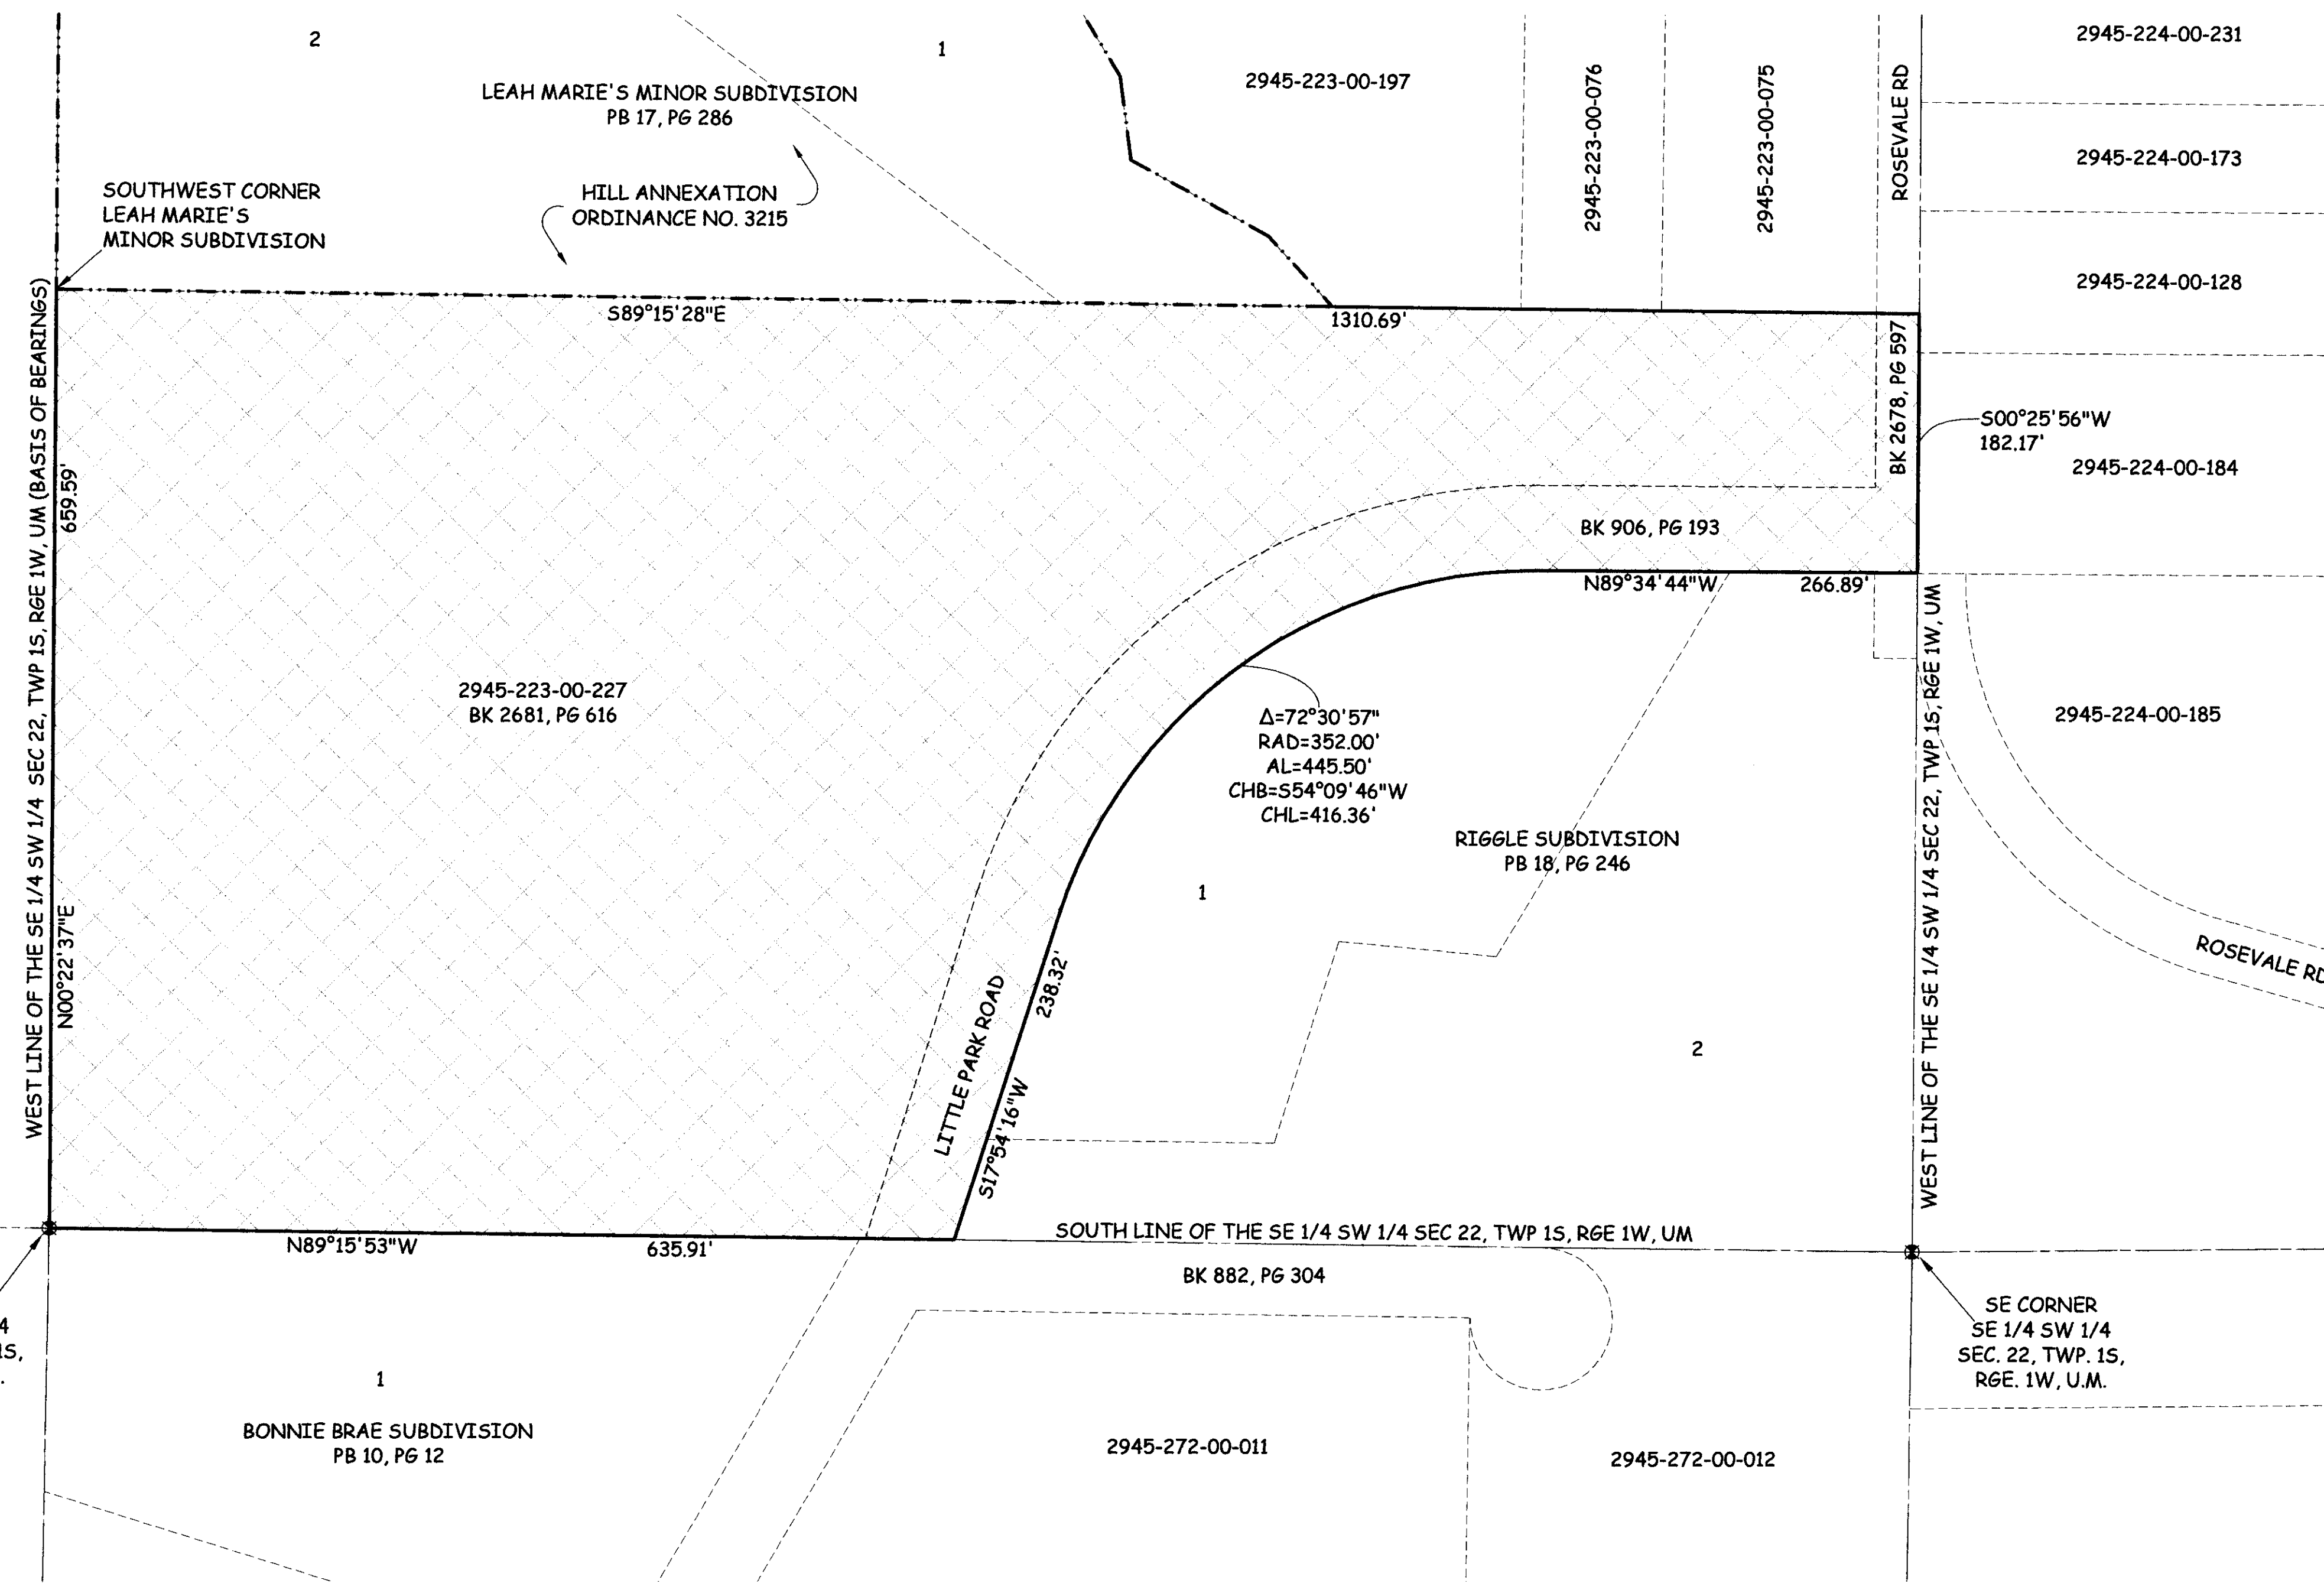 2
1
LEAH MARIE'S MINOR SUBDIVISION
PB 17, PG 286
HILL ANNEXATION
ORDINANCE NO. 3215
SOUTHWEST CORNER
LEAH MARIE'S
MINOR SUBDIVISION
2945-223-00-197
2945-223-00-076
2945-223-00-075
ROSEVALE RD
2945-224-00-231
2945-224-00-173
2945-224-00-128
S89°15'28"E
1310.69'
BK 2678, PG 597
S00°25'56"W
182.17'
2945-224-00-184
WEST LINE OF THE SE 1/4 SW 1/4 SEC 22, TWP 1S, RGE 1W, UM (BASIS OF BEARINGS)
659.59'
N00°22'37"E
BK 906, PG 193
N89°34'44"W
266.89'
2945-223-00-227
BK 2681, PG 616
Δ=72°30'57"
RAD=352.00'
AL=445.50'
CHB=S54°09'46"W
CHL=416.36'
WEST LINE OF THE SE 1/4 SW 1/4 SEC 22, TWP 1S, RGE 1W, UM
2945-224-00-185
RIGGLE SUBDIVISION
PB 18, PG 246
1
ROSEVALE RD
LITTLE PARK ROAD
238.32'
S17°54'16"W
2
N89°15'53"W
635.91'
SOUTH LINE OF THE SE 1/4 SW 1/4 SEC 22, TWP 1S, RGE 1W, UM
BK 882, PG 304
SE CORNER
SE 1/4 SW 1/4
SEC. 22, TWP. 1S,
RGE. 1W, U.M.
4
1S,
.
1
BONNIE BRAE SUBDIVISION
PB 10, PG 12
2945-272-00-011
2945-272-00-012